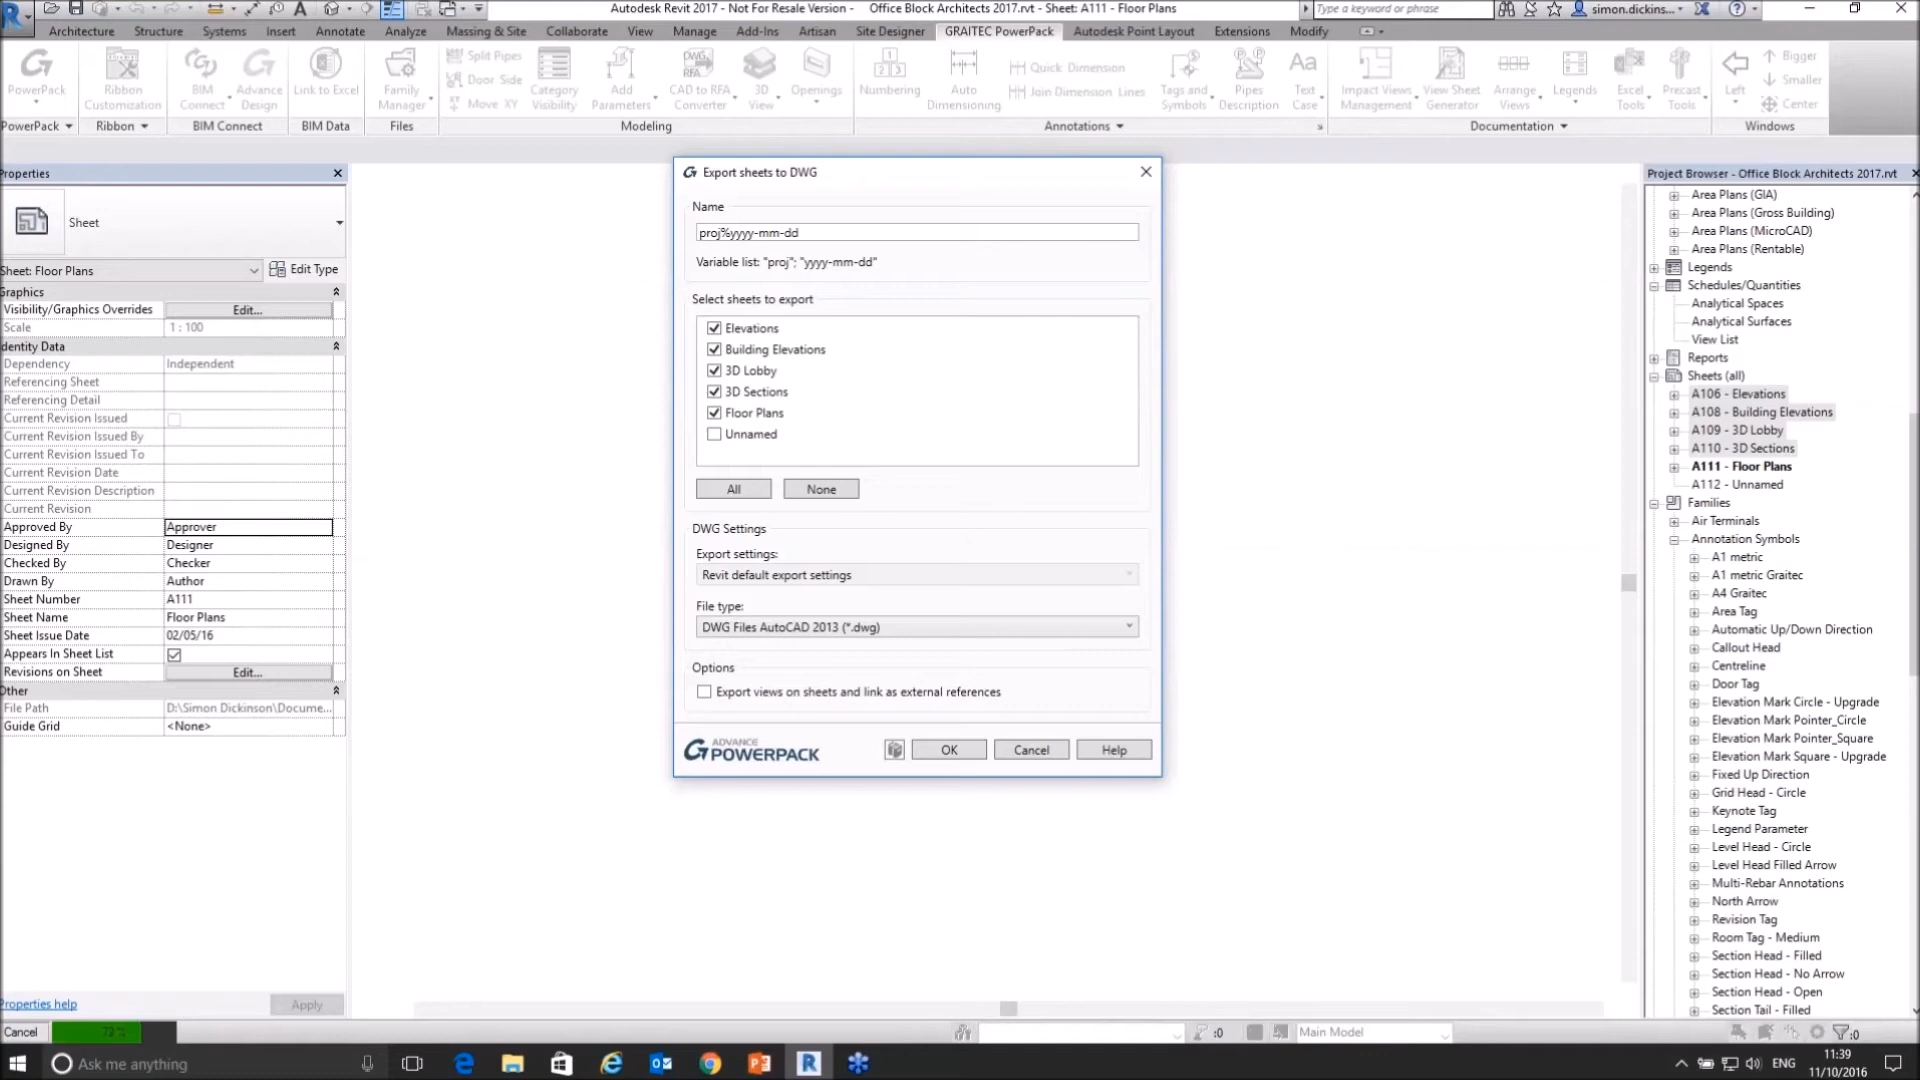 Autodesk Revit 2017 - Not For Resale Version - Office Block Architects 2017.rvt - Sheet: A111 - Floor Plans
Type a keyword or phrase
simon.dickins...
Architecture Structure Systems Insert Annotate Analyze Massing & Site Collaborate View Manage Add-Ins Artisan Site Designer GRAITEC PowerPack Autodesk Point Layout Extensions Modify
PowerPack
Ribbon Customization
BIM Connect
Advance Design
Link to Excel
Family Manager
Split Pipes
Door Side
Move XY
Category Visibility
Add Parameters
CAD to RFA Converter
3D View
Openings
Numbering
Auto Dimensioning
Quick Dimension
Join Dimension Lines
Tags and Symbols
Pipes Description
Text Case
Impact Views Management
View Sheet Generator
Arrange Views
Legends
Excel Tools
Precast Tools
Left
Bigger
Smaller
Center
PowerPack Ribbon BIM Connect BIM Data Files Modeling Annotations Documentation Windows
Properties
Sheet
Sheet: Floor Plans
Edit Type
Graphics
Visibility/Graphics Overrides Edit...
Scale 1 : 100
Identity Data
Dependency Independent
Referencing Sheet
Referencing Detail
Current Revision Issued
Current Revision Issued By
Current Revision Issued To
Current Revision Date
Current Revision Description
Current Revision
Approved By Approver
Designed By Designer
Checked By Checker
Drawn By Author
Sheet Number A111
Sheet Name Floor Plans
Sheet Issue Date 02/05/16
Appears In Sheet List
Revisions on Sheet Edit...
Other
File Path D:\Simon Dickinson\Docume...
Guide Grid <None>
Properties help
Apply
Export sheets to DWG
Name
proj%yyyy-mm-dd
Variable list: "proj"; "yyyy-mm-dd"
Select sheets to export
Elevations
Building Elevations
3D Lobby
3D Sections
Floor Plans
Unnamed
All None
DWG Settings
Export settings:
Revit default export settings
File type:
DWG Files AutoCAD 2013 (*.dwg)
Options
Export views on sheets and link as external references
ADVANCE
POWERPACK
OK Cancel Help
Project Browser - Office Block Architects 2017.rvt
Area Plans (GIA)
Area Plans (Gross Building)
Area Plans (MicroCAD)
Area Plans (Rentable)
Legends
Schedules/Quantities
Analytical Spaces
Analytical Surfaces
View List
Reports
Sheets (all)
A106 - Elevations
A108 - Building Elevations
A109 - 3D Lobby
A110 - 3D Sections
A111 - Floor Plans
A112 - Unnamed
Families
Air Terminals
Annotation Symbols
A1 metric
A1 metric Graitec
A4 Graitec
Area Tag
Automatic Up/Down Direction
Callout Head
Centreline
Door Tag
Elevation Mark Circle - Upgrade
Elevation Mark Pointer_Circle
Elevation Mark Pointer_Square
Elevation Mark Square - Upgrade
Fixed Up Direction
Grid Head - Circle
Keynote Tag
Legend Parameter
Level Head - Circle
Level Head Filled Arrow
Multi-Rebar Annotations
North Arrow
Revision Tag
Room Tag - Medium
Section Head - Filled
Section Head - No Arrow
Section Head - Open
Section Tail - Filled
Cancel
:0
Main Model
:0
Ask me anything
ENG
11:39
11/10/2016